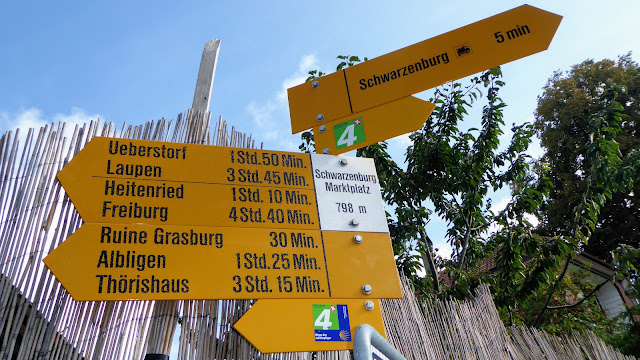 Schwarzenburg 5 min
4
Ueberstorf 1 Std. 50 Min.
Laupen 3 Std. 45 Min.
Heitenried 1 Std. 10 Min.
Freiburg 4 Std. 40 Min.
Schwarzenburg
Marktplatz
798 m
Ruine Grasburg 30 Min.
Albligen 1 Std. 25 Min.
Thörishaus 3 Std. 15 Min.
4